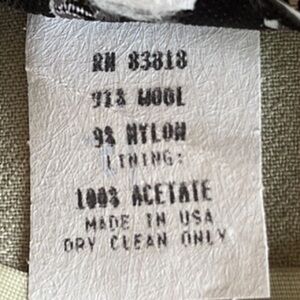 RN 83818
91% WOOL
9% NYLON
LINING:
100% ACETATE
MADE IN USA
DRY CLEAN ONLY